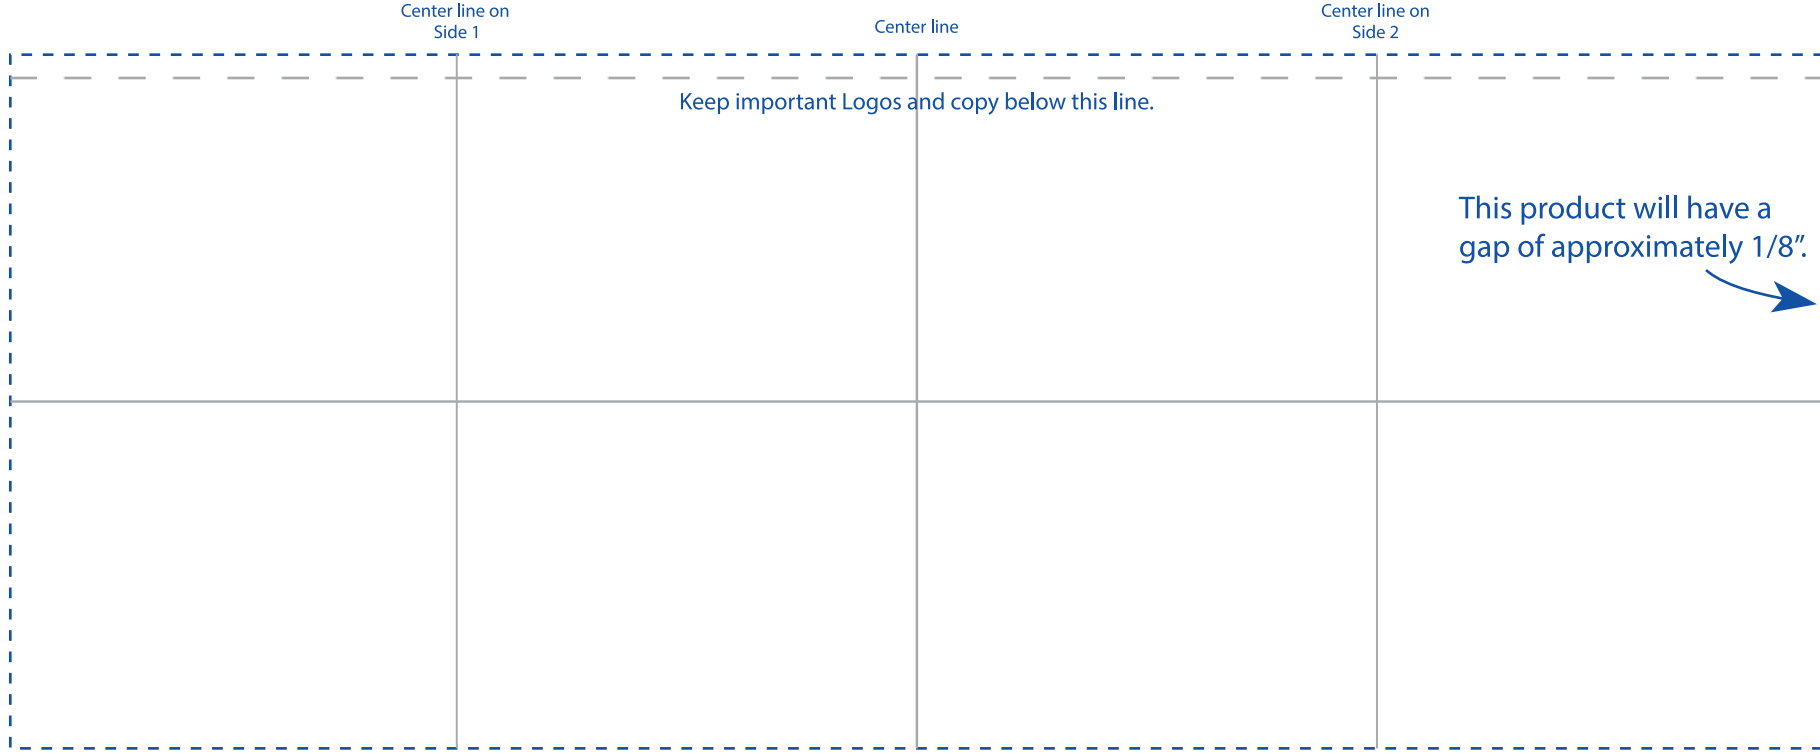 Center line on
Side 1
Center line
Center line on
Side 2
Keep important Logos and copy below this line.
This product will have a
gap of approximately 1/8”.